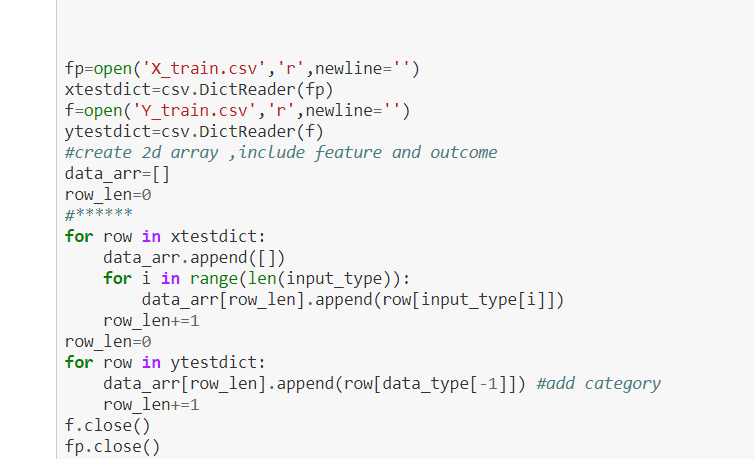 fp=open('X_train.csv','r',newline='')
xtestdict=csv.DictReader(fp)
f=open('Y_train.csv','r',newline='')
ytestdict=csv.DictReader(f)
#create 2d array ,include feature and outcome
data_arr=[]
row_len=0
#******
for row in xtestdict:
    data_arr.append([])
    for i in range(len(input_type)):
        data_arr[row_len].append(row[input_type[i]])
    row_len+=1
row_len=0
for row in ytestdict:
    data_arr[row_len].append(row[data_type[-1]]) #add category
    row_len+=1
f.close()
fp.close()